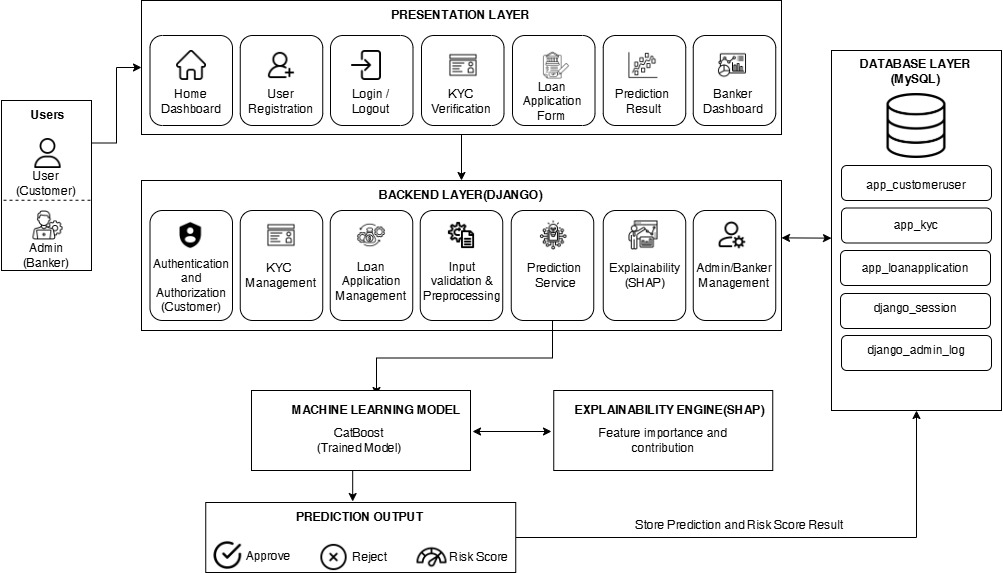 PRESENTATION LAYER
Home
Dashboard
User
Registration
Login /
Logout
KYC
Verification
Loan
Application
Form
Prediction
Result
Banker
Dashboard
Users
User
(Customer)
Admin
(Banker)
BACKEND LAYER(DJANGO)
Authentication
and
Authorization
(Customer)
KYC
Management
Loan
Application
Management
Input
validation &
Preprocessing
Prediction
Service
Explainability
(SHAP)
Admin/Banker
Management
DATABASE LAYER
(MySQL)
app_customeruser
app_kyc
app_loanapplication
django_session
django_admin_log
MACHINE LEARNING MODEL
CatBoost
(Trained Model)
EXPLAINABILITY ENGINE(SHAP)
Feature importance and
contribution
PREDICTION OUTPUT
Approve
Reject
Risk Score
Store Prediction and Risk Score Result